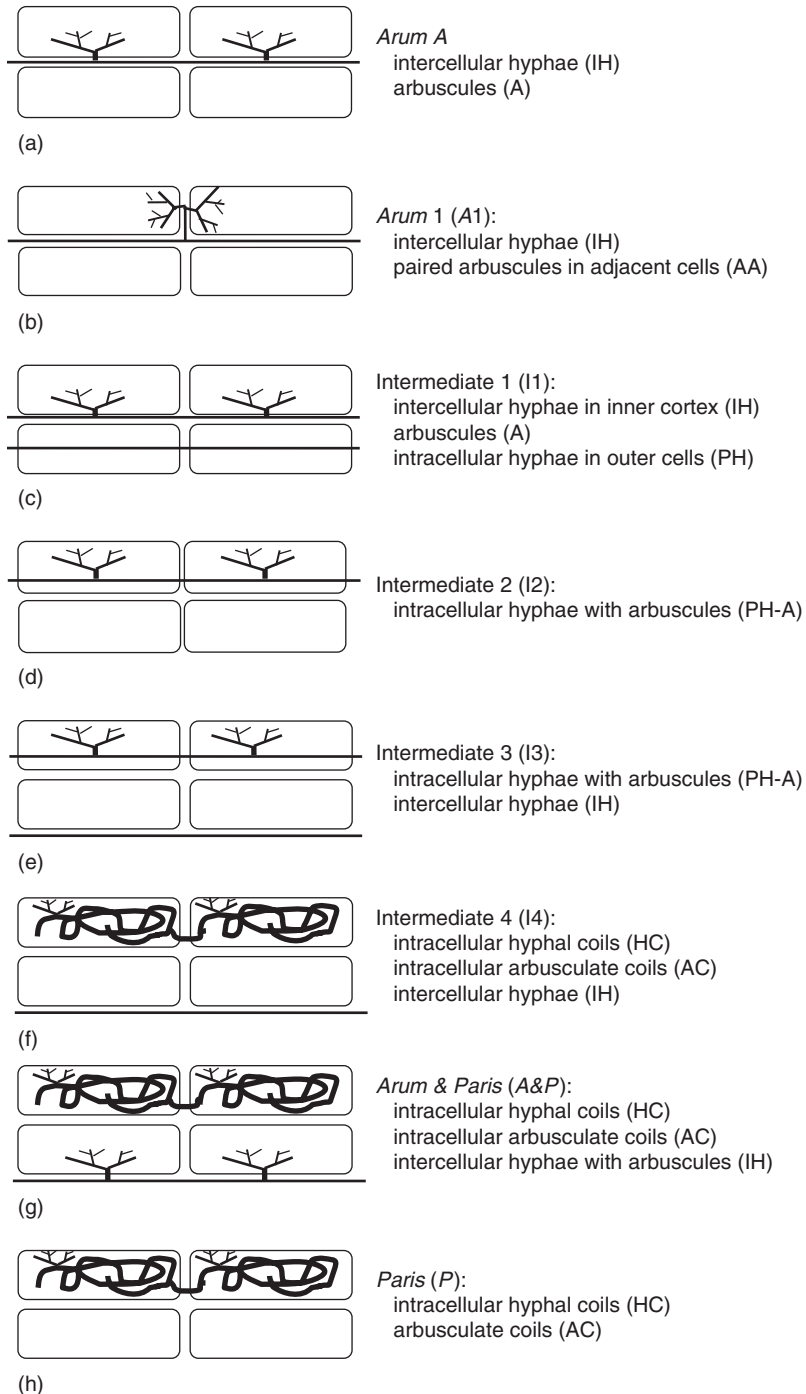 Arum A
intercellular hyphae (IH)
arbuscules (A)
(a)
Arum 1 (A1):
intercellular hyphae (IH)
paired arbuscules in adjacent cells (AA)
(b)
Intermediate 1 (I1):
intercellular hyphae in inner cortex (IH)
arbuscules (A)
intracellular hyphae in outer cells (PH)
(c)
Intermediate 2 (I2):
intracellular hyphae with arbuscules (PH-A)
(d)
Intermediate 3 (I3):
intracellular hyphae with arbuscules (PH-A)
intercellular hyphae (IH)
(e)
Intermediate 4 (I4):
intracellular hyphal coils (HC)
intracellular arbusculate coils (AC)
intercellular hyphae (IH)
(f)
Arum & Paris (A&P):
intracellular hyphal coils (HC)
intracellular arbusculate coils (AC)
intercellular hyphae with arbuscules (IH)
(g)
Paris (P):
intracellular hyphal coils (HC)
arbusculate coils (AC)
(h)